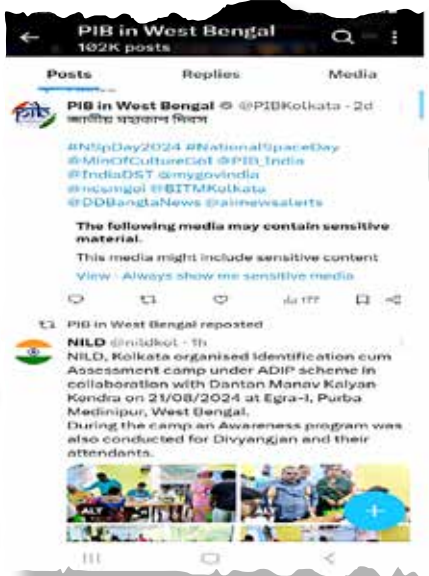 PIB in West Bengal
102K posts
Posts Replies Media
PIB in West Bengal @PIBKolkata · 2d
জাতীয় মহাকাশ দিবস
#NSpDay2024 #NationalSpaceDay
@MinOfCultureGoI @PIB_India
@IndiaDST @mygovindia
@ncsmgoi @BITMKolkata
@DDBanglaNews @airnewsalerts
The following media may contain sensitive
material.
This media might include sensitive content
View · Always show me sensitive media
177
PIB in West Bengal reposted
NILD @nildkol · 1h
NILD, Kolkata organised Identification cum
Assessment camp under ADIP scheme in
collaboration with Dantan Manav Kalyan
Kendra on 21/08/2024 at Egra-I, Purba
Medinipur, West Bengal.
During the camp an Awareness program was
also conducted for Divyangjan and their
attendants.
ALT ALT